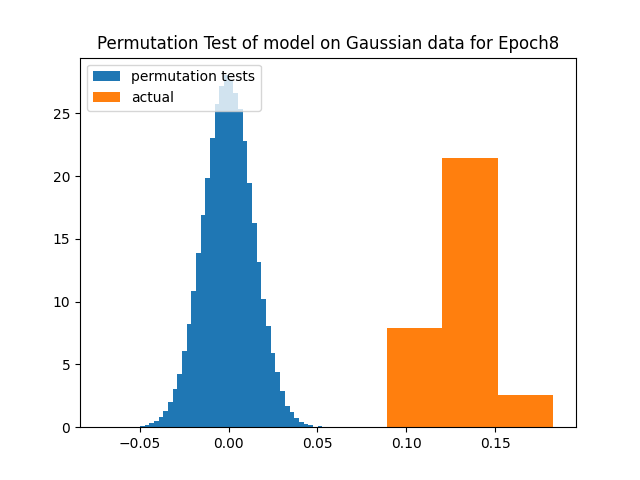 Permutation Test of model on Gaussian data for Epoch8
permutation tests
actual
25
20
15
10
5
0
−0.05 0.00 0.05 0.10 0.15